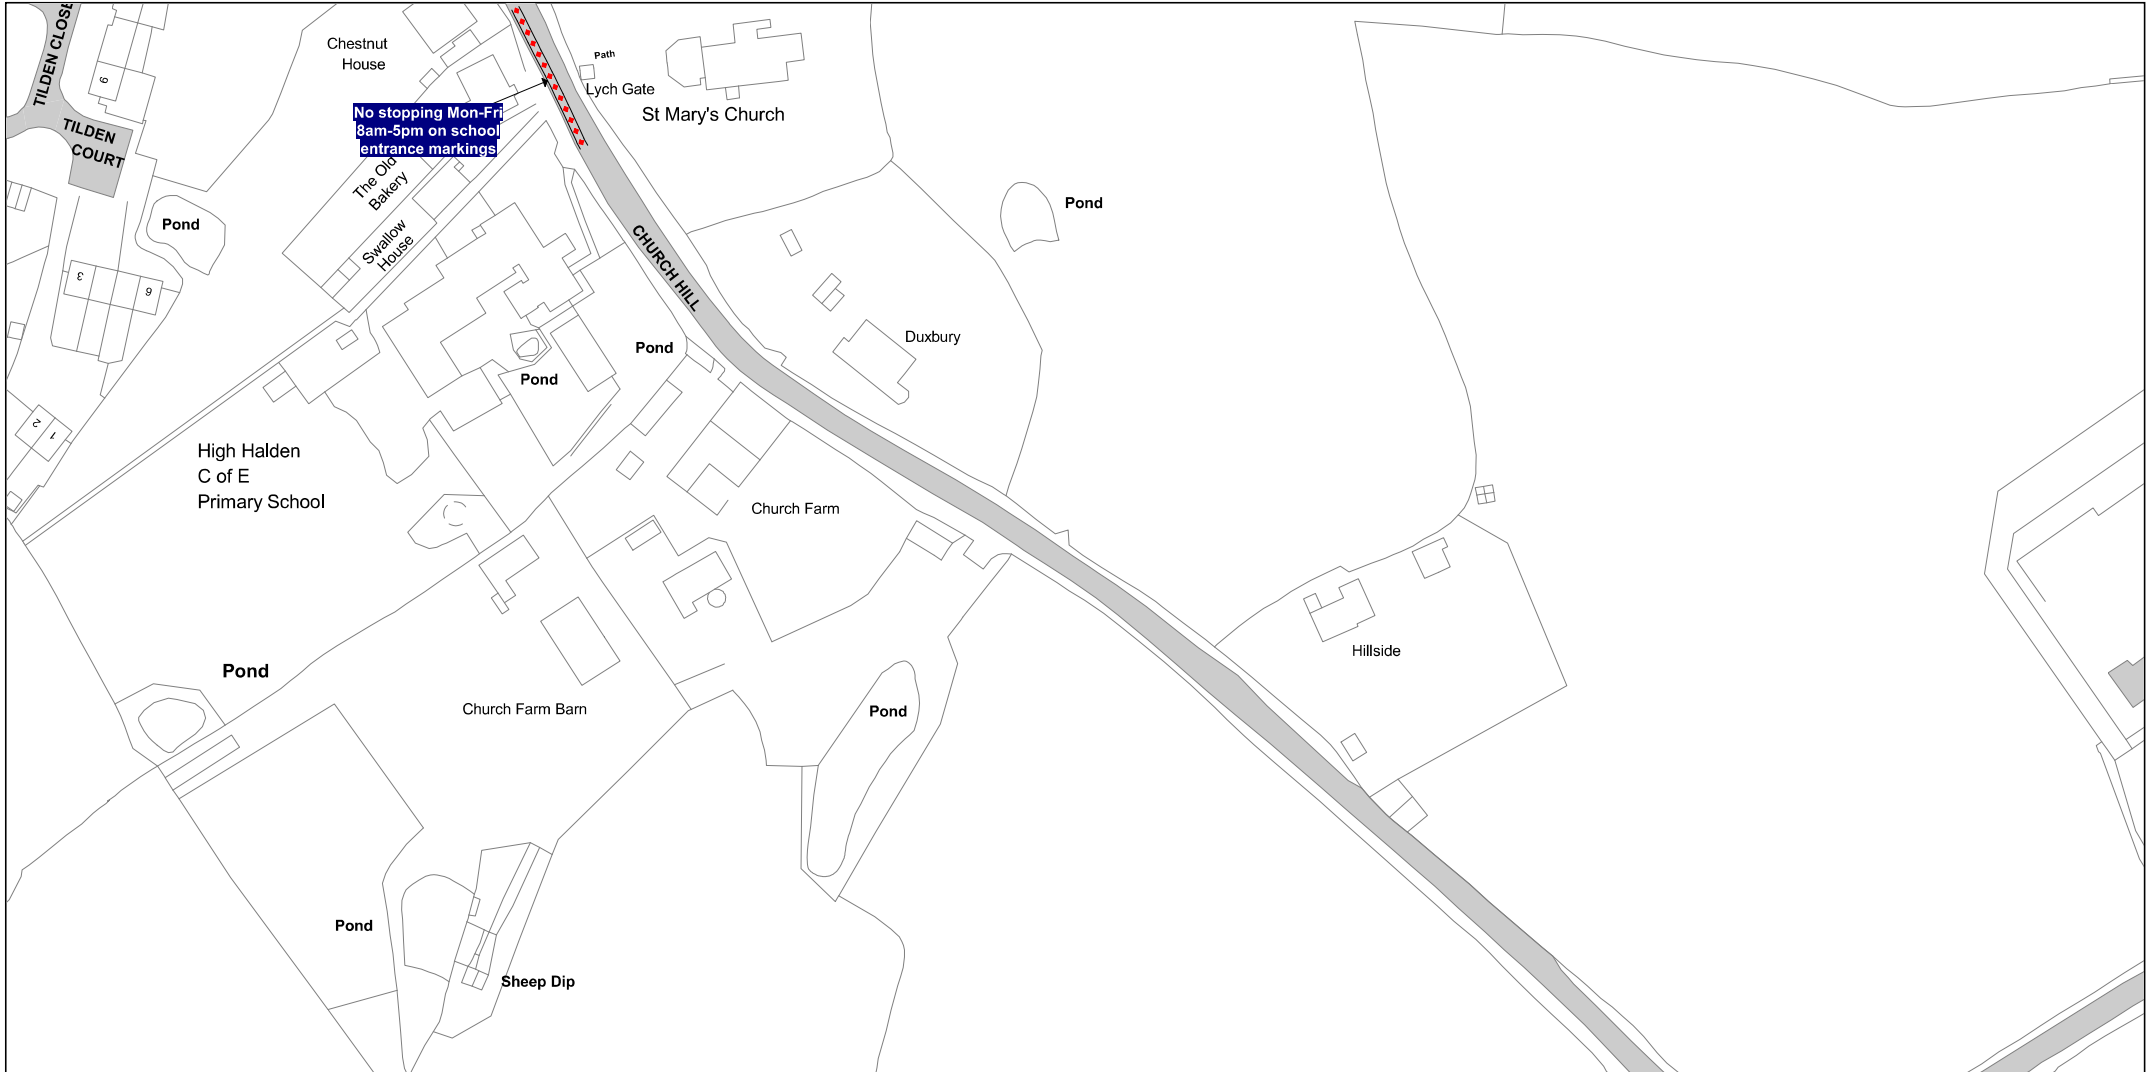 TILDEN CLOSE
Chestnut
House
Path
Lych Gate
St Mary's Church
9
No stopping Mon-Fri
8am-5pm on school
entrance markings
TILDEN
COURT
The Old
Bakery
Swallow
House
Pond
Pond
CHURCH HILL
3
6
Duxbury
Pond
Pond
2
1
High Halden
C of E
Primary School
Church Farm
Hillside
Pond
Church Farm Barn
Pond
Pond
Sheep Dip